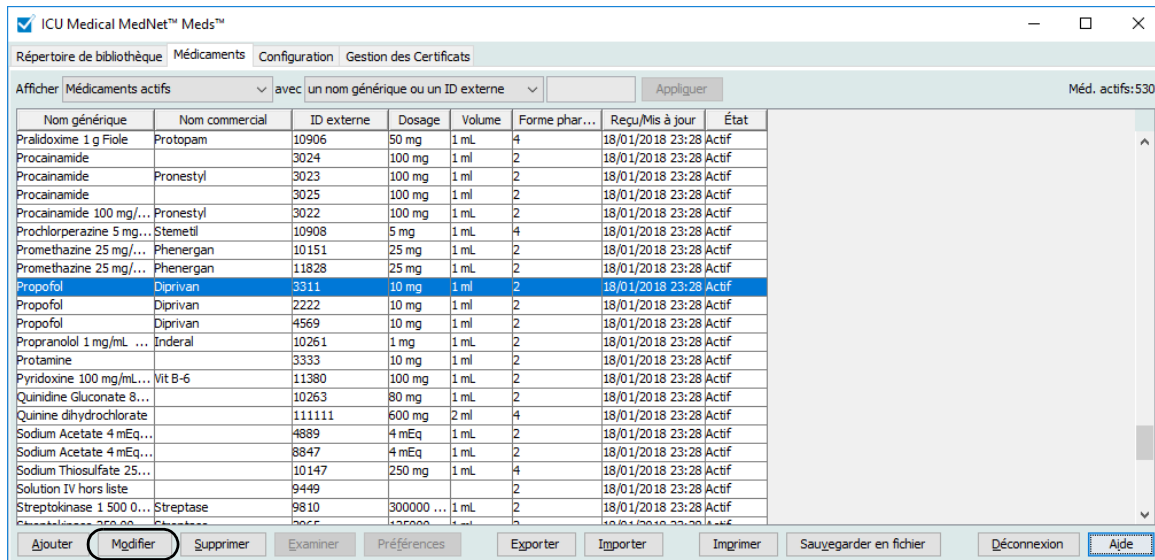 ICU Medical MedNet™ Meds™
Répertoire de bibliothèque Médicaments Configuration Gestion des Certificats
Afficher Médicaments actifs avec un nom générique ou un ID externe Appliquer Méd. actifs:530
Nom générique Nom commercial ID externe Dosage Volume Forme phar... Reçu/Mis à jour État
Pralidoxime 1 g Fiole Protopam 10906 50 mg 1 mL 4 18/01/2018 23:28 Actif
Procainamide 3024 100 mg 1 ml 2 18/01/2018 23:28 Actif
Procainamide Pronestyl 3023 100 mg 1 ml 2 18/01/2018 23:28 Actif
Procainamide 3025 100 mg 1 ml 2 18/01/2018 23:28 Actif
Procainamide 100 mg/... Pronestyl 3022 100 mg 1 mL 2 18/01/2018 23:28 Actif
Prochlorperazine 5 mg... Stemetil 10908 5 mg 1 mL 4 18/01/2018 23:28 Actif
Promethazine 25 mg/... Phenergan 10151 25 mg 1 mL 2 18/01/2018 23:28 Actif
Promethazine 25 mg/... Phenergan 11828 25 mg 1 mL 2 18/01/2018 23:28 Actif
Propofol Diprivan 3311 10 mg 1 ml 2 18/01/2018 23:28 Actif
Propofol Diprivan 2222 10 mg 1 ml 2 18/01/2018 23:28 Actif
Propofol Diprivan 4569 10 mg 1 ml 2 18/01/2018 23:28 Actif
Propranolol 1 mg/mL ... Inderal 10261 1 mg 1 mL 2 18/01/2018 23:28 Actif
Protamine 3333 10 mg 1 ml 2 18/01/2018 23:28 Actif
Pyridoxine 100 mg/mL... Vit B-6 11380 100 mg 1 mL 2 18/01/2018 23:28 Actif
Quinidine Gluconate 8... 10263 80 mg 1 mL 2 18/01/2018 23:28 Actif
Quinine dihydrochlorate 111111 600 mg 2 ml 4 18/01/2018 23:28 Actif
Sodium Acetate 4 mEq... 4889 4 mEq 1 mL 2 18/01/2018 23:28 Actif
Sodium Acetate 4 mEq... 8847 4 mEq 1 mL 2 18/01/2018 23:28 Actif
Sodium Thiosulfate 25... 10147 250 mg 1 mL 4 18/01/2018 23:28 Actif
Solution IV hors liste 9449 2 18/01/2018 23:28 Actif
Streptokinase 1 500 0... Streptase 9810 300000 ... 1 mL 2 18/01/2018 23:28 Actif
Ajouter Modifier Supprimer Examiner Préférences Exporter Importer Imprimer Sauvegarder en fichier Déconnexion Aide